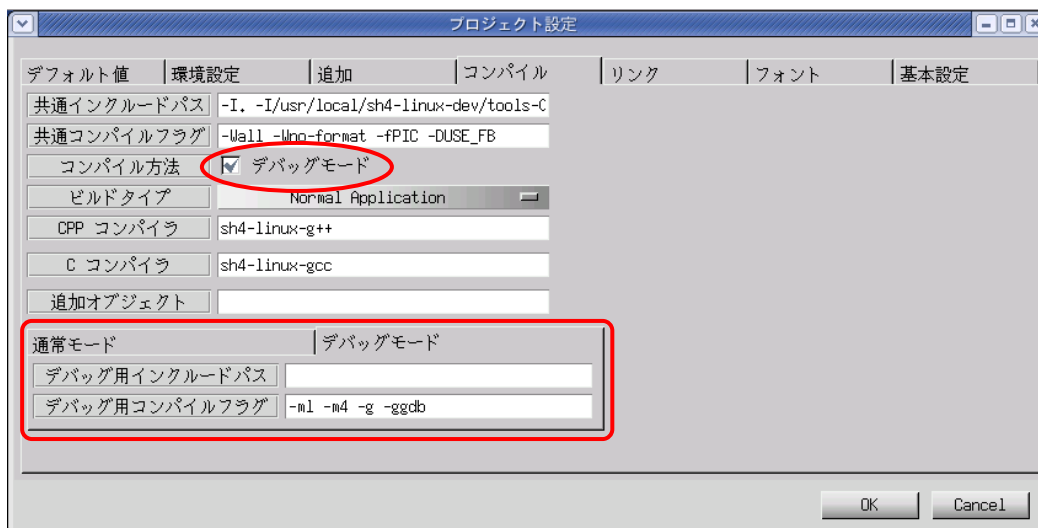 プロジェクト設定
デフォルト値 環境設定 追加 コンパイル リンク フォント 基本設定
共通インクルードパス -I. -I/usr/local/sh4-linux-dev/tools-C
共通コンパイルフラグ -Wall -Wno-format -fPIC -DUSE_FB
コンパイル方法 デバッグモード
ビルドタイプ Normal Application
CPP コンパイラ sh4-linux-g++
C コンパイラ sh4-linux-gcc
追加オブジェクト
通常モード デバッグモード
デバッグ用インクルードパス
デバッグ用コンパイルフラグ -ml -m4 -g -ggdb
OK Cancel